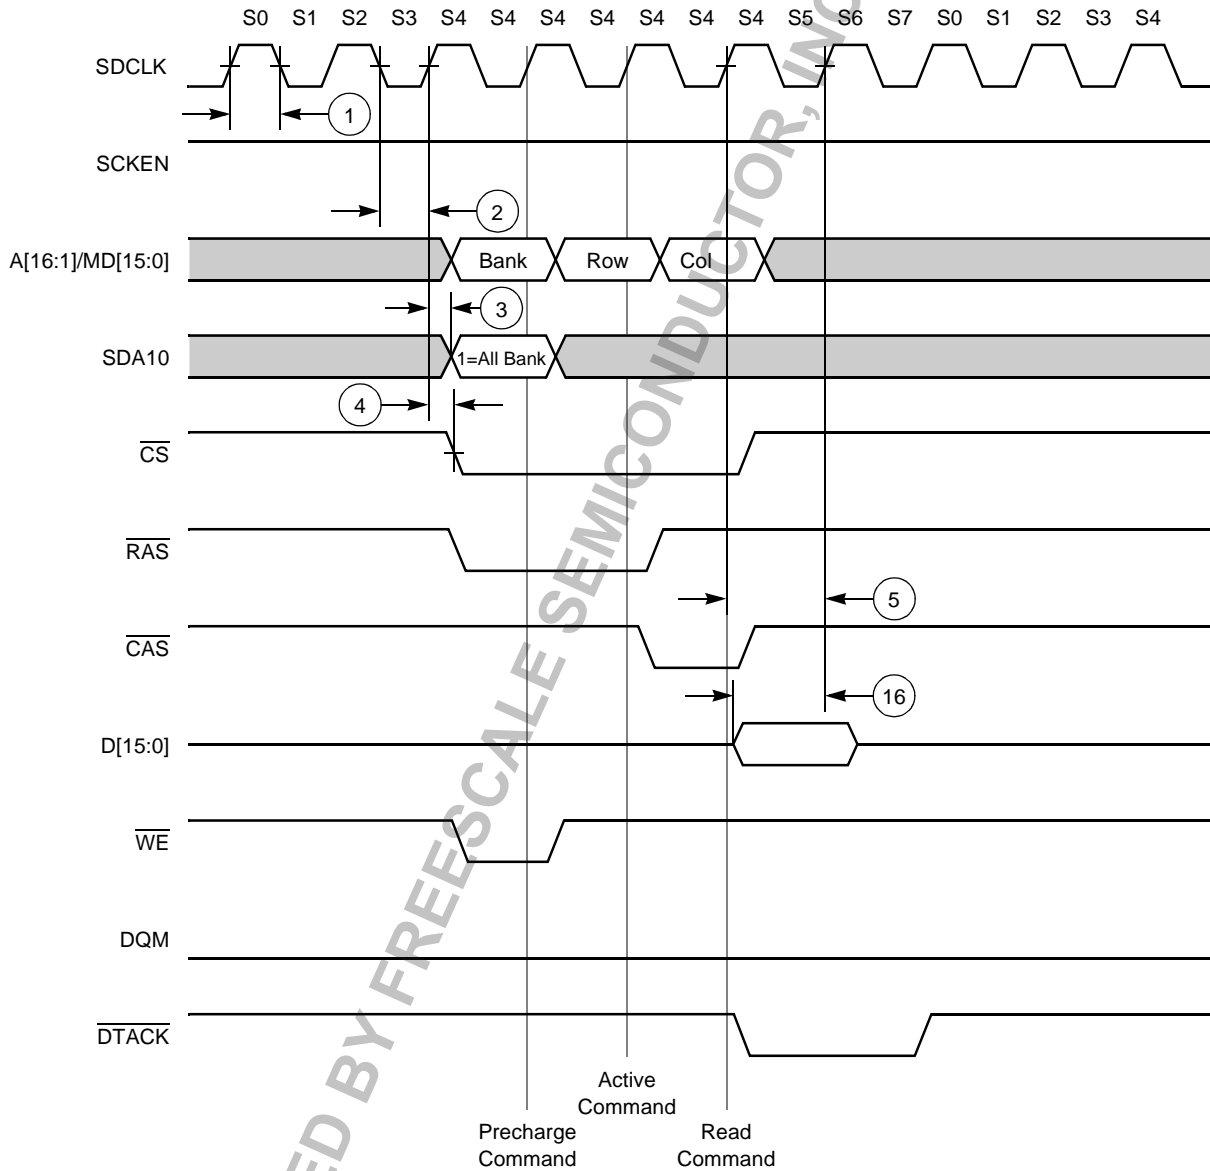 S0 S1 S2 S3 S4 S4 S4 S4 S4 S4 S4 S5 S6 S7 S0 S1 S2 S3 S4
SDCLK
1
SCKEN
2
A[16:1]/MD[15:0] Bank Row Col
3
SDA10 1=All Bank
4
CS
RAS
5
CAS
16
D[15:0]
WE
DQM
DTACK
Active
Command
Precharge
Command
Read
Command
ED BY FREESCALE SEMICONDUCTOR, INC